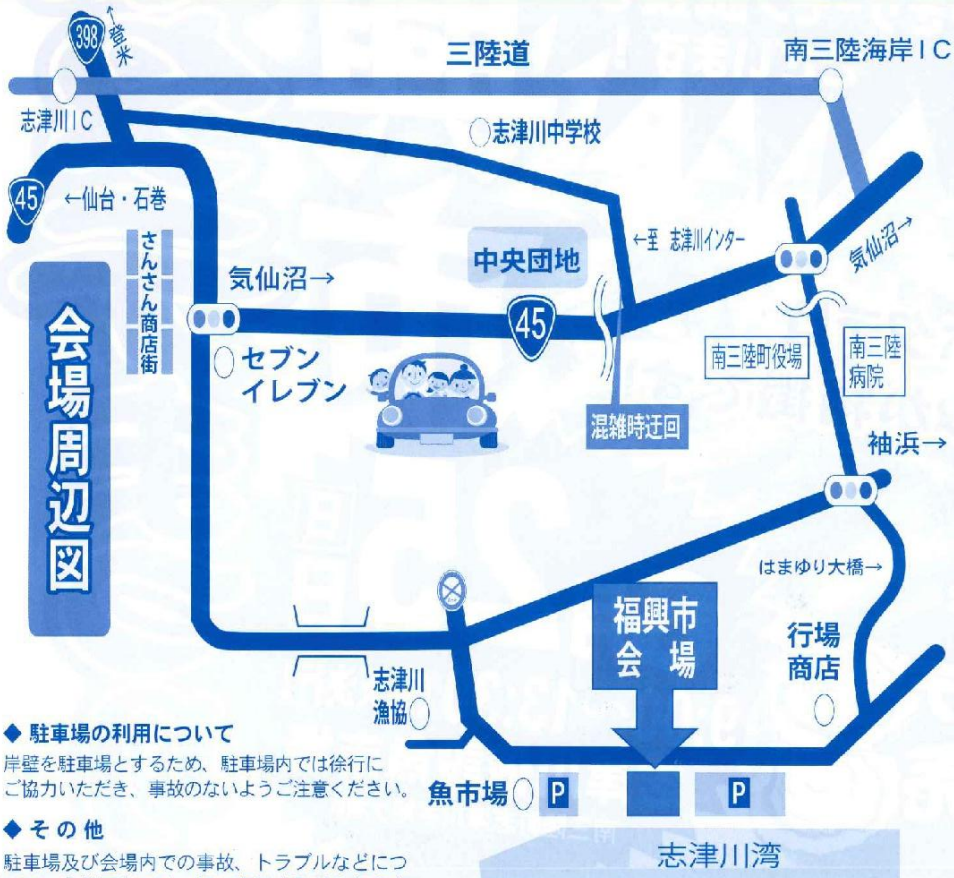 398
↑登米
三陸道
南三陸海岸IC
志津川IC
志津川中学校
45
←仙台・石巻
さんさん商店街
気仙沼→
中央団地
←至 志津川インター
気仙沼→
45
会場周辺図
セブン
イレブン
南三陸町役場
南三陸
病院
混雑時迂回
袖浜→
はまゆり大橋→
福興市
会場
行場
商店
志津川
漁協
◆ 駐車場の利用について
岸壁を駐車場とするため、駐車場内では徐行に
ご協力いただき、事故のないようご注意ください。
魚市場
P
P
◆ その他
駐車場及び会場内での事故、トラブルなどにつ
志津川湾